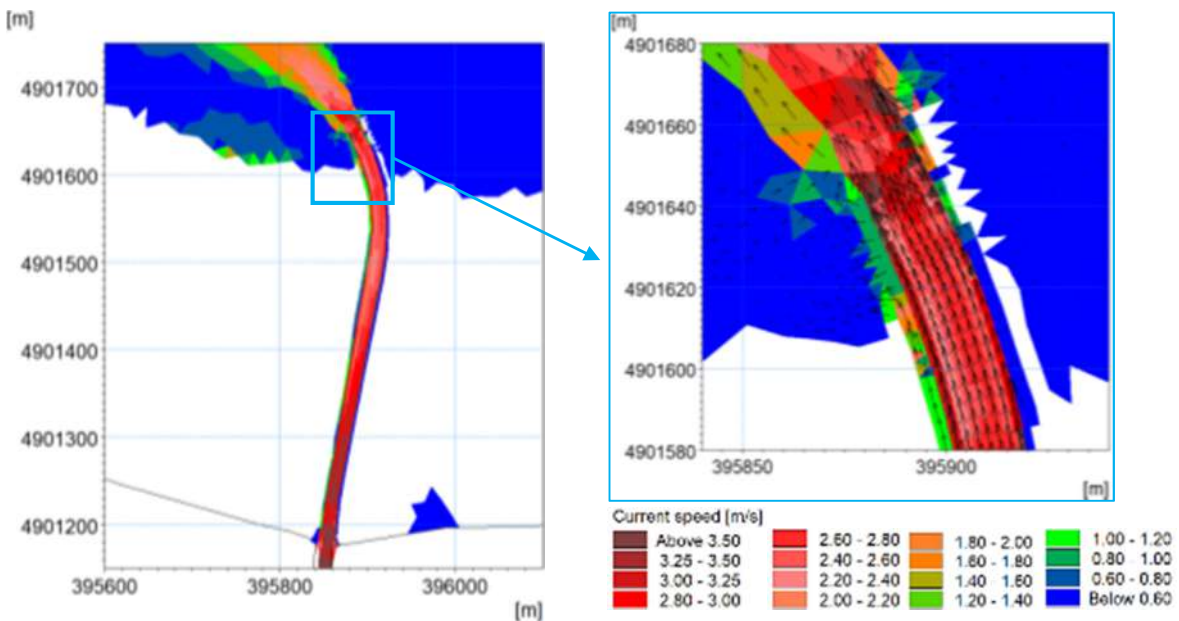 [m]
4901700
4901600
4901500
4901400
4901300
4901200
395600
395800
396000
[m]
[m]
4901680
4901660
4901640
4901620
4901600
4901580
395850
395900
[m]
Current speed [m/s]
Above 3.50
3.25 - 3.50
3.00 - 3.25
2.80 - 3.00
2.60 - 2.80
2.40 - 2.60
2.20 - 2.40
2.00 - 2.20
1.80 - 2.00
1.60 - 1.80
1.40 - 1.60
1.20 - 1.40
1.00 - 1.20
0.80 - 1.00
0.60 - 0.80
Below 0.60